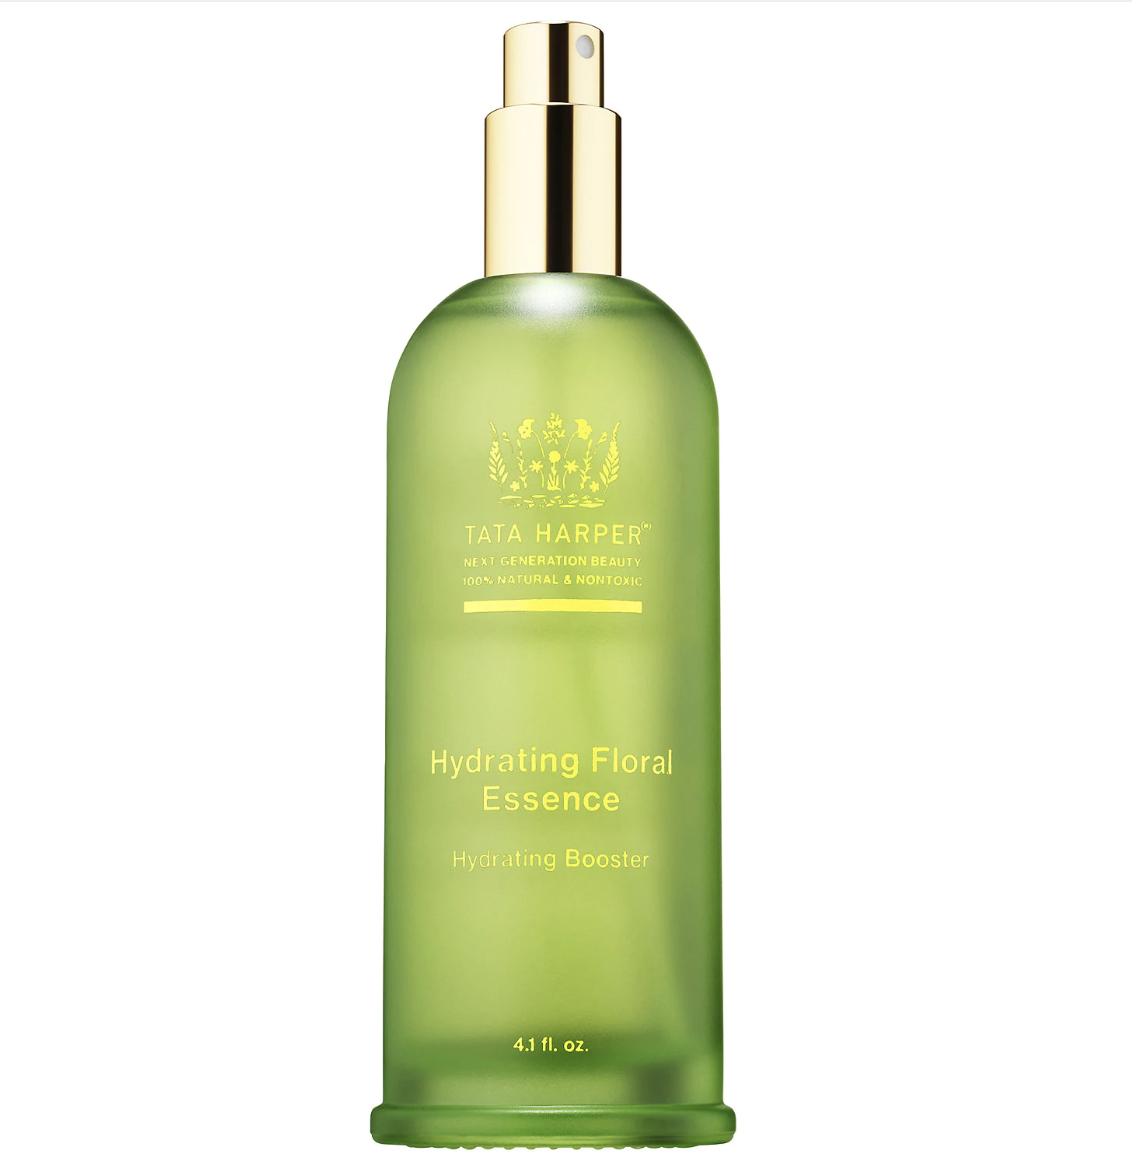 TATA HARPER
NEXT GENERATION BEAUTY
100% NATURAL & NONTOXIC
Hydrating Floral
Essence
Hydrating Booster
4.1 fl. oz.